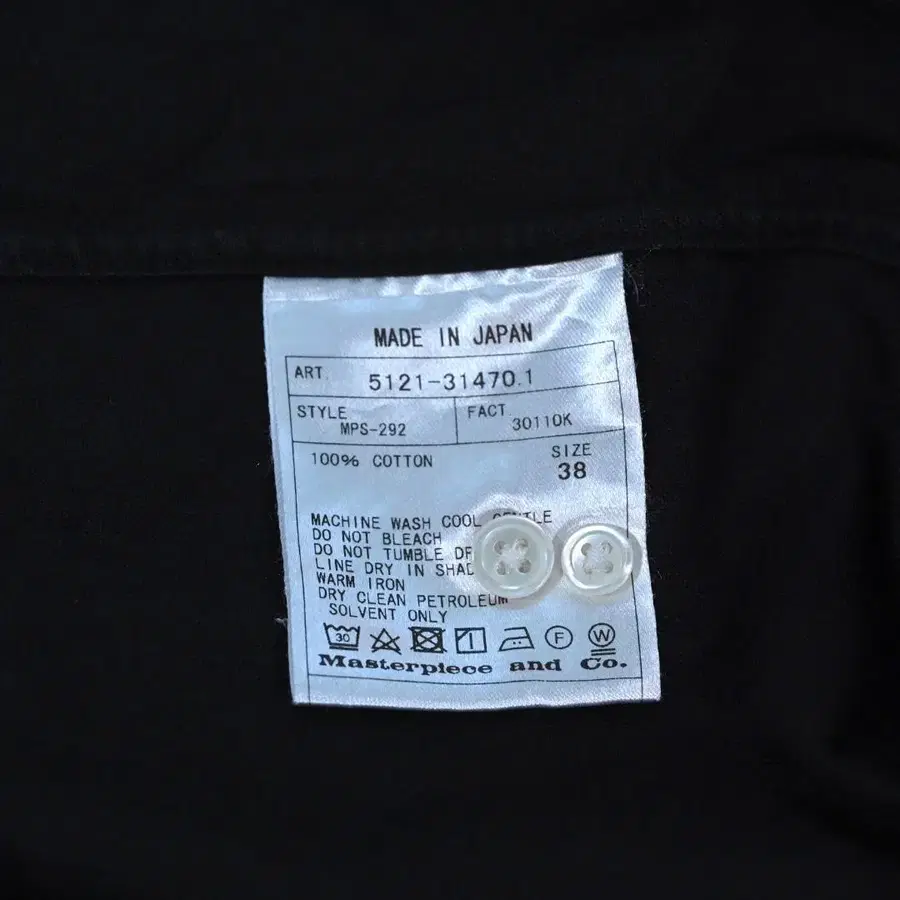 MADE IN JAPAN
ART. 5121-31470.1
STYLE MPS-292 FACT 30110K
100% COTTON SIZE 38
MACHINE WASH COOL
DO NOT BLEACH
DO NOT TUMBLE
LINE DRY IN
WARM IRON
DRY CLEAN PETROLEUM
SOLVENT ONLY
30 F W
Masterpiece and Co.